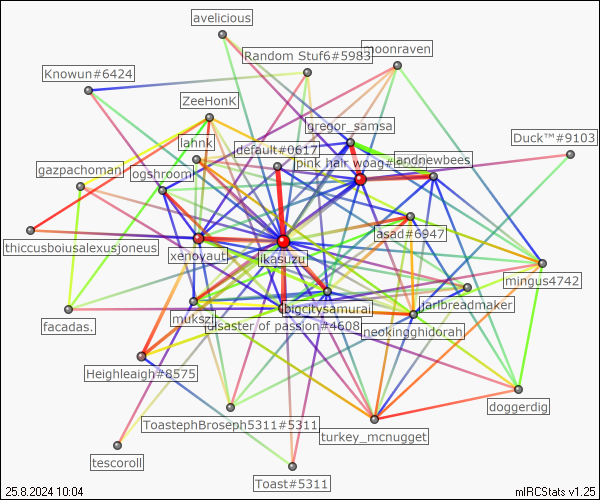 avelicious
Random Stuf6#5983
moonraven
Knowun#6424
ZeeHonK
gregor_samsa
Duck™#9103
lahnk
default#0617
pink hair
landnewbees
gazpachoman
ogshroom
asad#6947
thiccusboiusalexusjoneus
xenoyaut
ikasuzu
mingus4742
jarlbreadmaker
bigcitysamurai
mukszi
facadas.
disaster of passion#4608
neokingghidorah
Heighleaigh#8575
doggerdig
ToastephBroseph5311#5311
turkey_mcnugget
tescoroll
Toast#5311
25.8.2024 10:04
mIRCStats v1.25